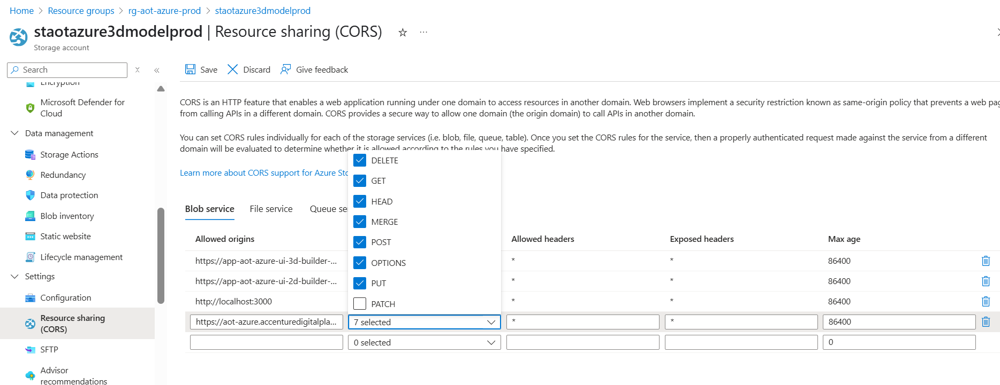 Home > Resource groups > rg-aot-azure-prod > staotazure3dmodelprod
staotazure3dmodelprod | Resource sharing (CORS)
Storage account
Search
Encryption
Microsoft Defender for
Cloud
Data management
Storage Actions
Redundancy
Data protection
Blob inventory
Static website
Lifecycle management
Settings
Configuration
Resource sharing
(CORS)
SFTP
Advisor
recommendations
Save Discard Give feedback
CORS is an HTTP feature that enables a web application running under one domain to access resources in another domain. Web browsers implement a security restriction known as same-origin policy that prevents a web pag
from calling APIs in a different domain. CORS provides a secure way to allow one domain (the origin domain) to call APIs in another domain.
You can set CORS rules individually for each of the storage services (i.e. blob, file, queue, table). Once you set the CORS rules for the service, then a properly authenticated request made against the service from a different
domain will be evaluated to determine whether it is allowed according to the rules you have specified.
Learn more about CORS support for Azure Sto
Blob service File service Queue se
DELETE
GET
HEAD
MERGE
POST
OPTIONS
PUT
PATCH
Allowed origins Allowed headers Exposed headers Max age
https://app-aot-azure-ui-3d-builder-... * * 86400
https://app-aot-azure-ui-2d-builder-... * * 86400
http://localhost:3000 * * 86400
https://aot-azure.accenturedigitalpla... 7 selected * * 86400
0 selected 0